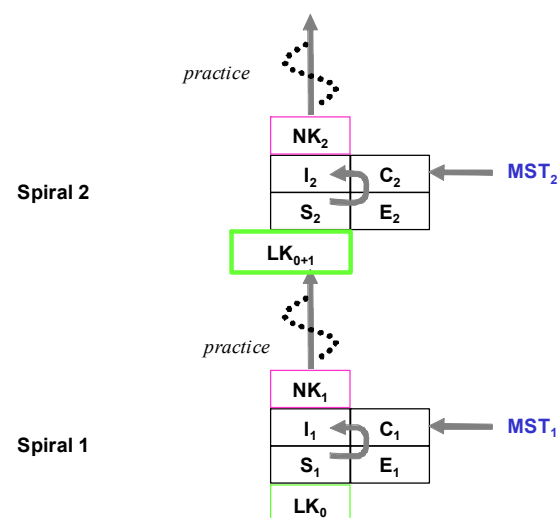 practice
NK₂
I₂ C₂ MST₂
Spiral 2
S₂ E₂
LK₀₊₁
practice
NK₁
I₁ C₁ MST₁
Spiral 1
S₁ E₁
LK₀